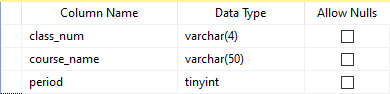 Column Name Data Type Allow Nulls
class_num varchar(4)
course_name varchar(50)
period tinyint